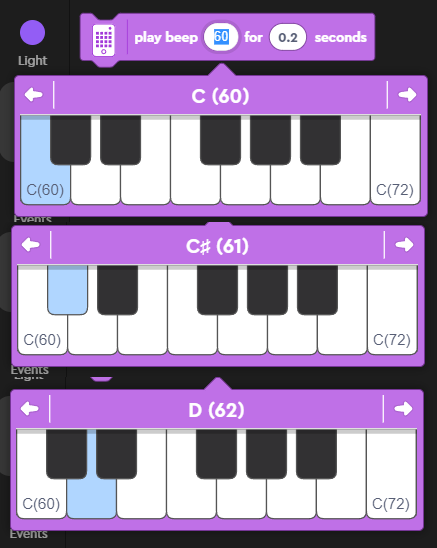 play beep 60 for 0.2 seconds
Light
C (60)
C(60) C(72)
Events
C♯ (61)
C(60) C(72)
Events
Light
D (62)
C(60) C(72)
Events